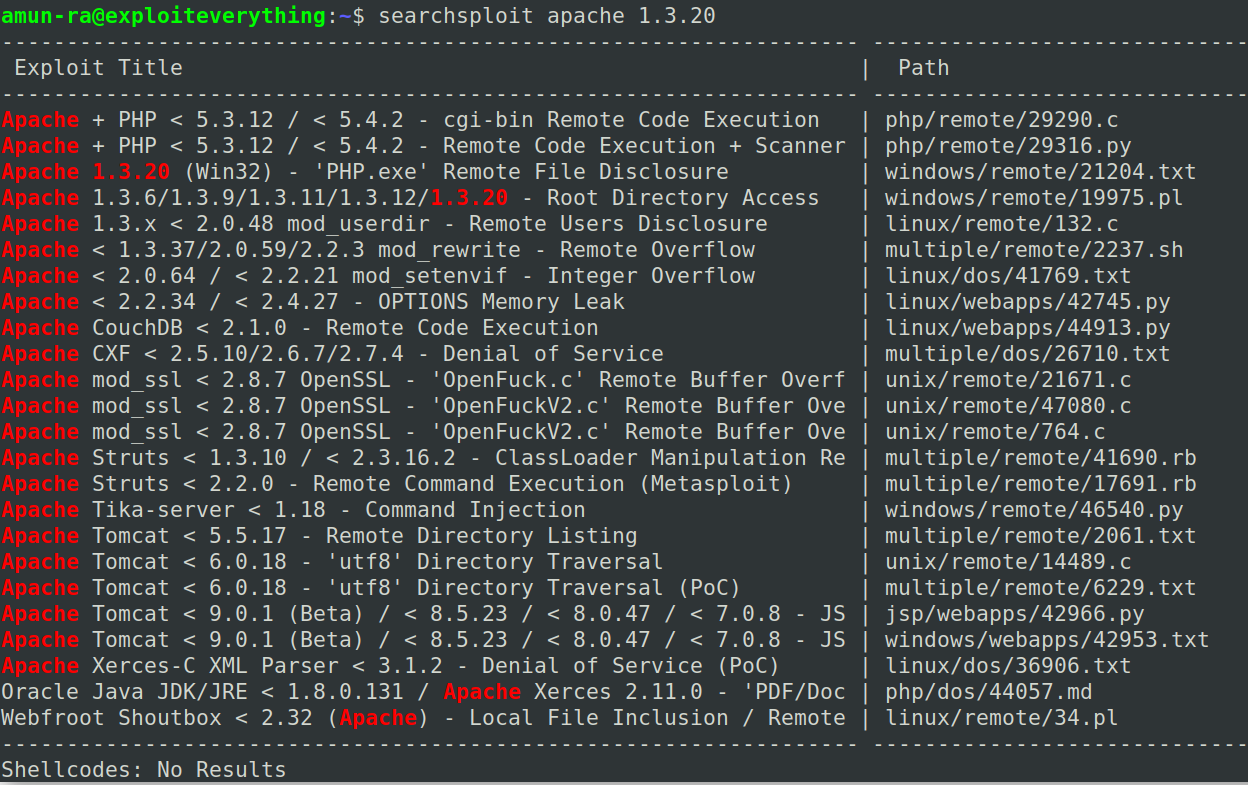 amun-ra@exploiteverything:~$ searchsploit apache 1.3.20
------------------------------------------------------------------ -----------------------------
 Exploit Title                                                    |  Path
------------------------------------------------------------------ -----------------------------
Apache + PHP < 5.3.12 / < 5.4.2 - cgi-bin Remote Code Execution   | php/remote/29290.c
Apache + PHP < 5.3.12 / < 5.4.2 - Remote Code Execution + Scanner | php/remote/29316.py
Apache 1.3.20 (Win32) - 'PHP.exe' Remote File Disclosure          | windows/remote/21204.txt
Apache 1.3.6/1.3.9/1.3.11/1.3.12/1.3.20 - Root Directory Access   | windows/remote/19975.pl
Apache 1.3.x < 2.0.48 mod_userdir - Remote Users Disclosure       | linux/remote/132.c
Apache < 1.3.37/2.0.59/2.2.3 mod_rewrite - Remote Overflow        | multiple/remote/2237.sh
Apache < 2.0.64 / < 2.2.21 mod_setenvif - Integer Overflow        | linux/dos/41769.txt
Apache < 2.2.34 / < 2.4.27 - OPTIONS Memory Leak                  | linux/webapps/42745.py
Apache CouchDB < 2.1.0 - Remote Code Execution                    | linux/webapps/44913.py
Apache CXF < 2.5.10/2.6.7/2.7.4 - Denial of Service               | multiple/dos/26710.txt
Apache mod_ssl < 2.8.7 OpenSSL - 'OpenFuck.c' Remote Buffer Overf | unix/remote/21671.c
Apache mod_ssl < 2.8.7 OpenSSL - 'OpenFuckV2.c' Remote Buffer Ove | unix/remote/47080.c
Apache mod_ssl < 2.8.7 OpenSSL - 'OpenFuckV2.c' Remote Buffer Ove | unix/remote/764.c
Apache Struts < 1.3.10 / < 2.3.16.2 - ClassLoader Manipulation Re | multiple/remote/41690.rb
Apache Struts < 2.2.0 - Remote Command Execution (Metasploit)     | multiple/remote/17691.rb
Apache Tika-server < 1.18 - Command Injection                     | windows/remote/46540.py
Apache Tomcat < 5.5.17 - Remote Directory Listing                 | multiple/remote/2061.txt
Apache Tomcat < 6.0.18 - 'utf8' Directory Traversal               | unix/remote/14489.c
Apache Tomcat < 6.0.18 - 'utf8' Directory Traversal (PoC)         | multiple/remote/6229.txt
Apache Tomcat < 9.0.1 (Beta) / < 8.5.23 / < 8.0.47 / < 7.0.8 - JS | jsp/webapps/42966.py
Apache Tomcat < 9.0.1 (Beta) / < 8.5.23 / < 8.0.47 / < 7.0.8 - JS | windows/webapps/42953.txt
Apache Xerces-C XML Parser < 3.1.2 - Denial of Service (PoC)      | linux/dos/36906.txt
Oracle Java JDK/JRE < 1.8.0.131 / Apache Xerces 2.11.0 - 'PDF/Doc | php/dos/44057.md
Webfroot Shoutbox < 2.32 (Apache) - Local File Inclusion / Remote | linux/remote/34.pl
------------------------------------------------------------------ -----------------------------
Shellcodes: No Results